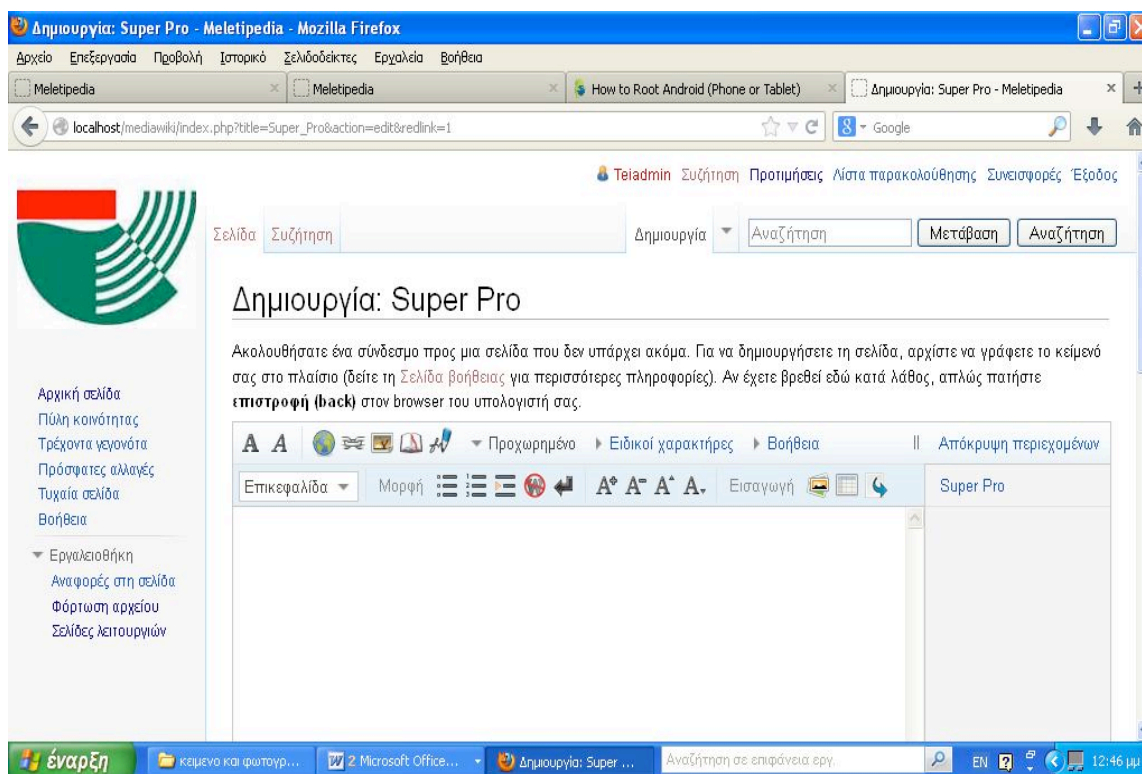 Δημιουργία: Super Pro - Meletipedia - Mozilla Firefox
Αρχείο Επεξεργασία Προβολή Ιστορικό Σελιδοδείκτες Εργαλεία Βοήθεια
Meletipedia Meletipedia How to Root Android (Phone or Tablet) Δημιουργία: Super Pro - Meletipedia
localhost/mediawiki/index.php?title=Super_Pro&action=edit&redlink=1 Google
Teiadmin Συζήτηση Προτιμήσεις Λίστα παρακολούθησης Συνεισφορές Έξοδος
Σελίδα Συζήτηση Δημιουργία Αναζήτηση Μετάβαση Αναζήτηση
Δημιουργία: Super Pro
Ακολουθήσατε ένα σύνδεσμο προς μια σελίδα που δεν υπάρχει ακόμα. Για να δημιουργήσετε τη σελίδα, αρχίστε να γράφετε το κείμενό
σας στο πλαίσιο (δείτε τη Σελίδα βοήθειας για περισσότερες πληροφορίες). Αν έχετε βρεθεί εδώ κατά λάθος, απλώς πατήστε
επιστροφή (back) στον browser του υπολογιστή σας.
Αρχική σελίδα
Πύλη κοινότητας
Τρέχοντα γεγονότα
Πρόσφατες αλλαγές
Τυχαία σελίδα
Βοήθεια
Εργαλειοθήκη
Αναφορές στη σελίδα
Φόρτωση αρχείου
Σελίδες λειτουργιών
A A Προχωρημένο Ειδικοί χαρακτήρες Βοήθεια Απόκρυψη περιεχομένων
Επικεφαλίδα Μορφή A A A A Εισαγωγή Super Pro
έναρξη κειμενο και φωτογρ... 2 Microsoft Office... Δημιουργία: Super ... Αναζήτηση σε επιφάνεια εργ. EN 12:46 μμ